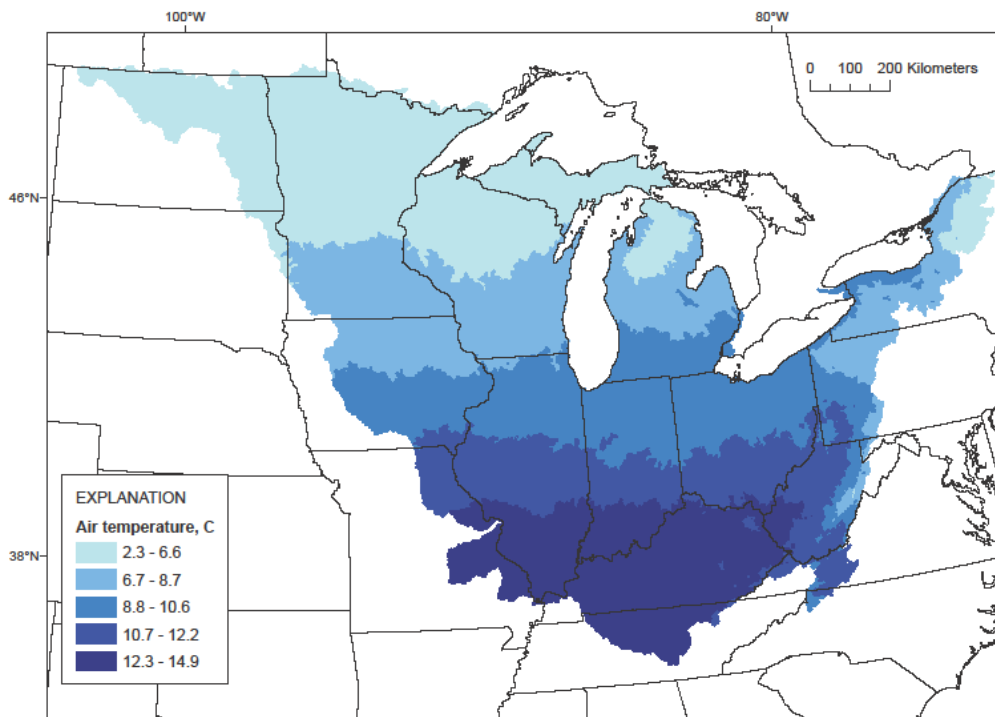 100°W
80°W
0 100 200 Kilometers
46°N
38°N
EXPLANATION
Air temperature, C
2.3 - 6.6
6.7 - 8.7
8.8 - 10.6
10.7 - 12.2
12.3 - 14.9